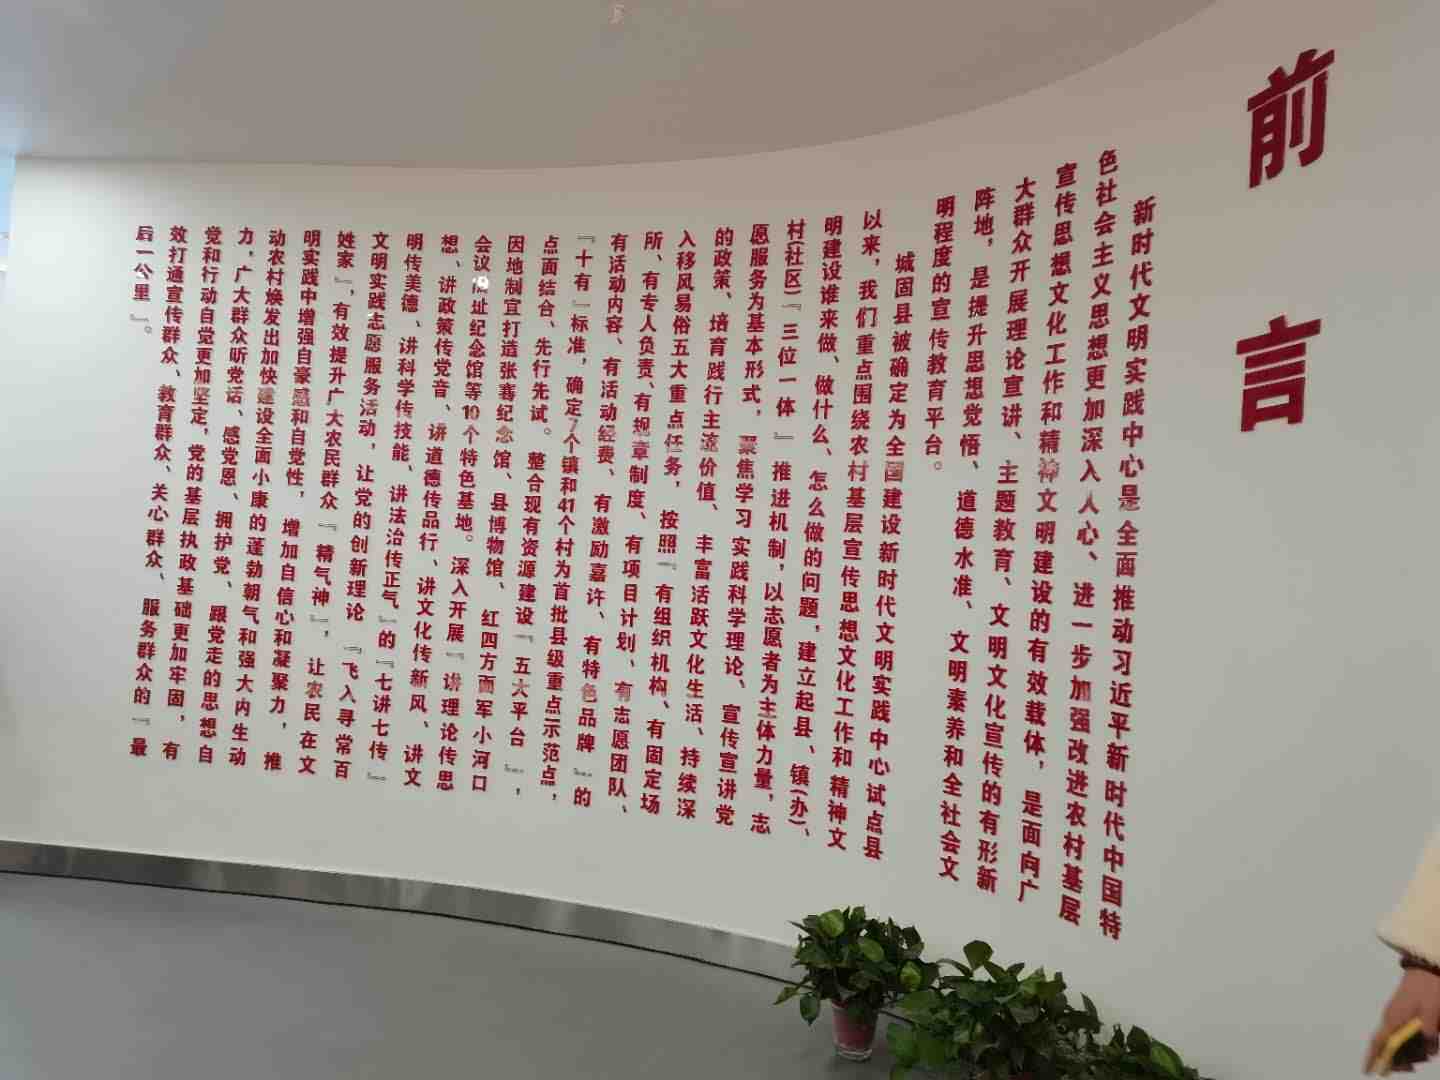 前言
新时代文明实践中心是全面推动习近平新时代中国特
色社会主义思想更加深入人心、进一步加强改进农村基层
宣传思想文化工作和精神文明建设的有效载体，是面向广
大群众开展理论宣讲、主题教育、文明文化宣传的有形新
阵地，是提升思想觉悟、道德水准、文明素养和全社会文
明程度的宣传教育平台。
城固县被确定为全国建设新时代文明实践中心试点县
以来，我们重点围绕农村基层宣传思想文化工作和精神文
明建设谁来做、做什么、怎么做的问题，建立起县、镇(办)、
村(社区)『三位一体』推进机制，以志愿者为主体力量，志
愿服务为基本形式，聚焦学习实践科学理论、宣传宣讲党
的政策、培育践行主流价值、丰富活跃文化生活、持续深
入移风易俗五大重点任务，按照『有组织机构、有固定场
所、有专人负责、有规章制度、有项目计划、有志愿团队、
有活动内容、有活动经费、有激励嘉许、有特色品牌』的
『十有』标准，确定7个镇和41个村为首批县级重点示范点，
点面结合、先行先试。整合现有资源建设『五大平台』，
因地制宜打造张骞纪念馆、县博物馆、红四方面军小河口
会议旧址纪念馆等10个特色基地。深入开展『讲理论传思
想、讲政策传党音、讲道德传品行、讲文化传新风、讲文
明传美德、讲科学传技能、讲法治传正气』的『七讲七传』
文明实践志愿服务活动，让党的创新理论『飞入寻常百
姓家』，有效提升广大农民群众『精气神』，让农民在文
明实践中增强自豪感和自觉性，增加自信心和凝聚力，推
动农村焕发出加快建设全面小康的蓬勃朝气和强大内生动
力，广大群众听党话、感党恩、拥护党、跟党走的思想自
觉和行动自觉更加坚定，党的基层执政基础更加牢固，有
效打通宣传群众、教育群众、关心群众、服务群众的『最
后一公里』。